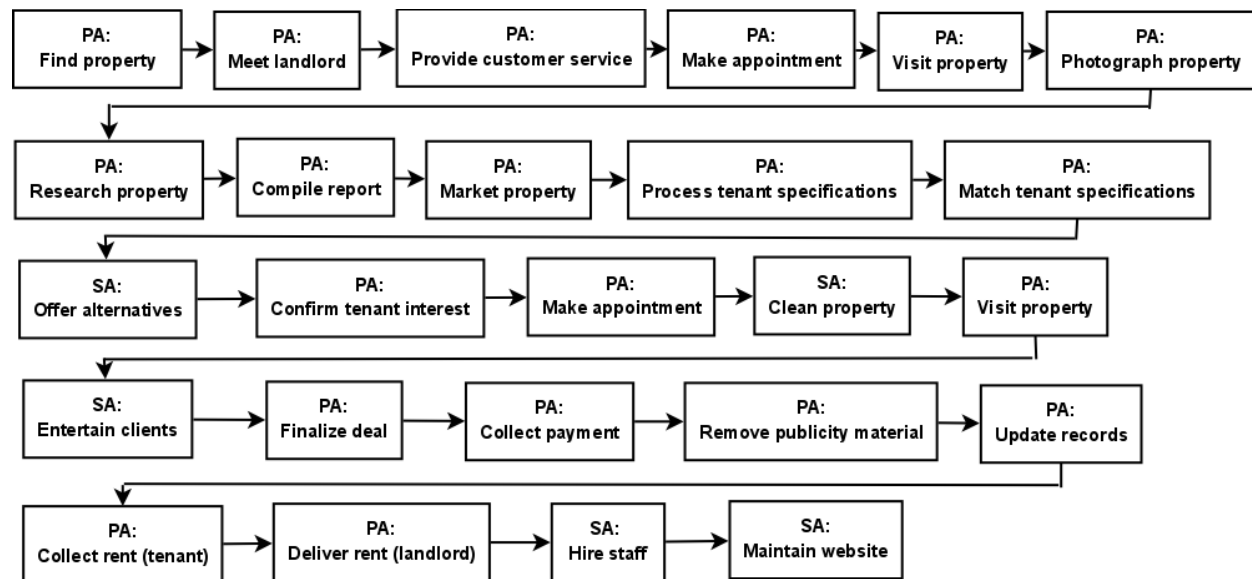 PA:
Find property
PA:
Meet landlord
PA:
Provide customer service
PA:
Make appointment
PA:
Visit property
PA:
Photograph property
PA:
Research property
PA:
Compile report
PA:
Market property
PA:
Process tenant specifications
PA:
Match tenant specifications
SA:
Offer alternatives
PA:
Confirm tenant interest
PA:
Make appointment
SA:
Clean property
PA:
Visit property
SA:
Entertain clients
PA:
Finalize deal
PA:
Collect payment
PA:
Remove publicity material
PA:
Update records
PA:
Collect rent (tenant)
PA:
Deliver rent (landlord)
SA:
Hire staff
SA:
Maintain website